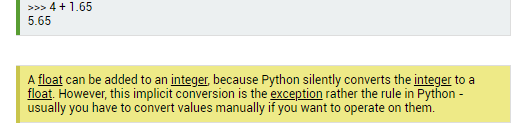 >>> 4 + 1.65
5.65
A float can be added to an integer, because Python silently converts the integer to a
float. However, this implicit conversion is the exception rather the rule in Python -
usually you have to convert values manually if you want to operate on them.